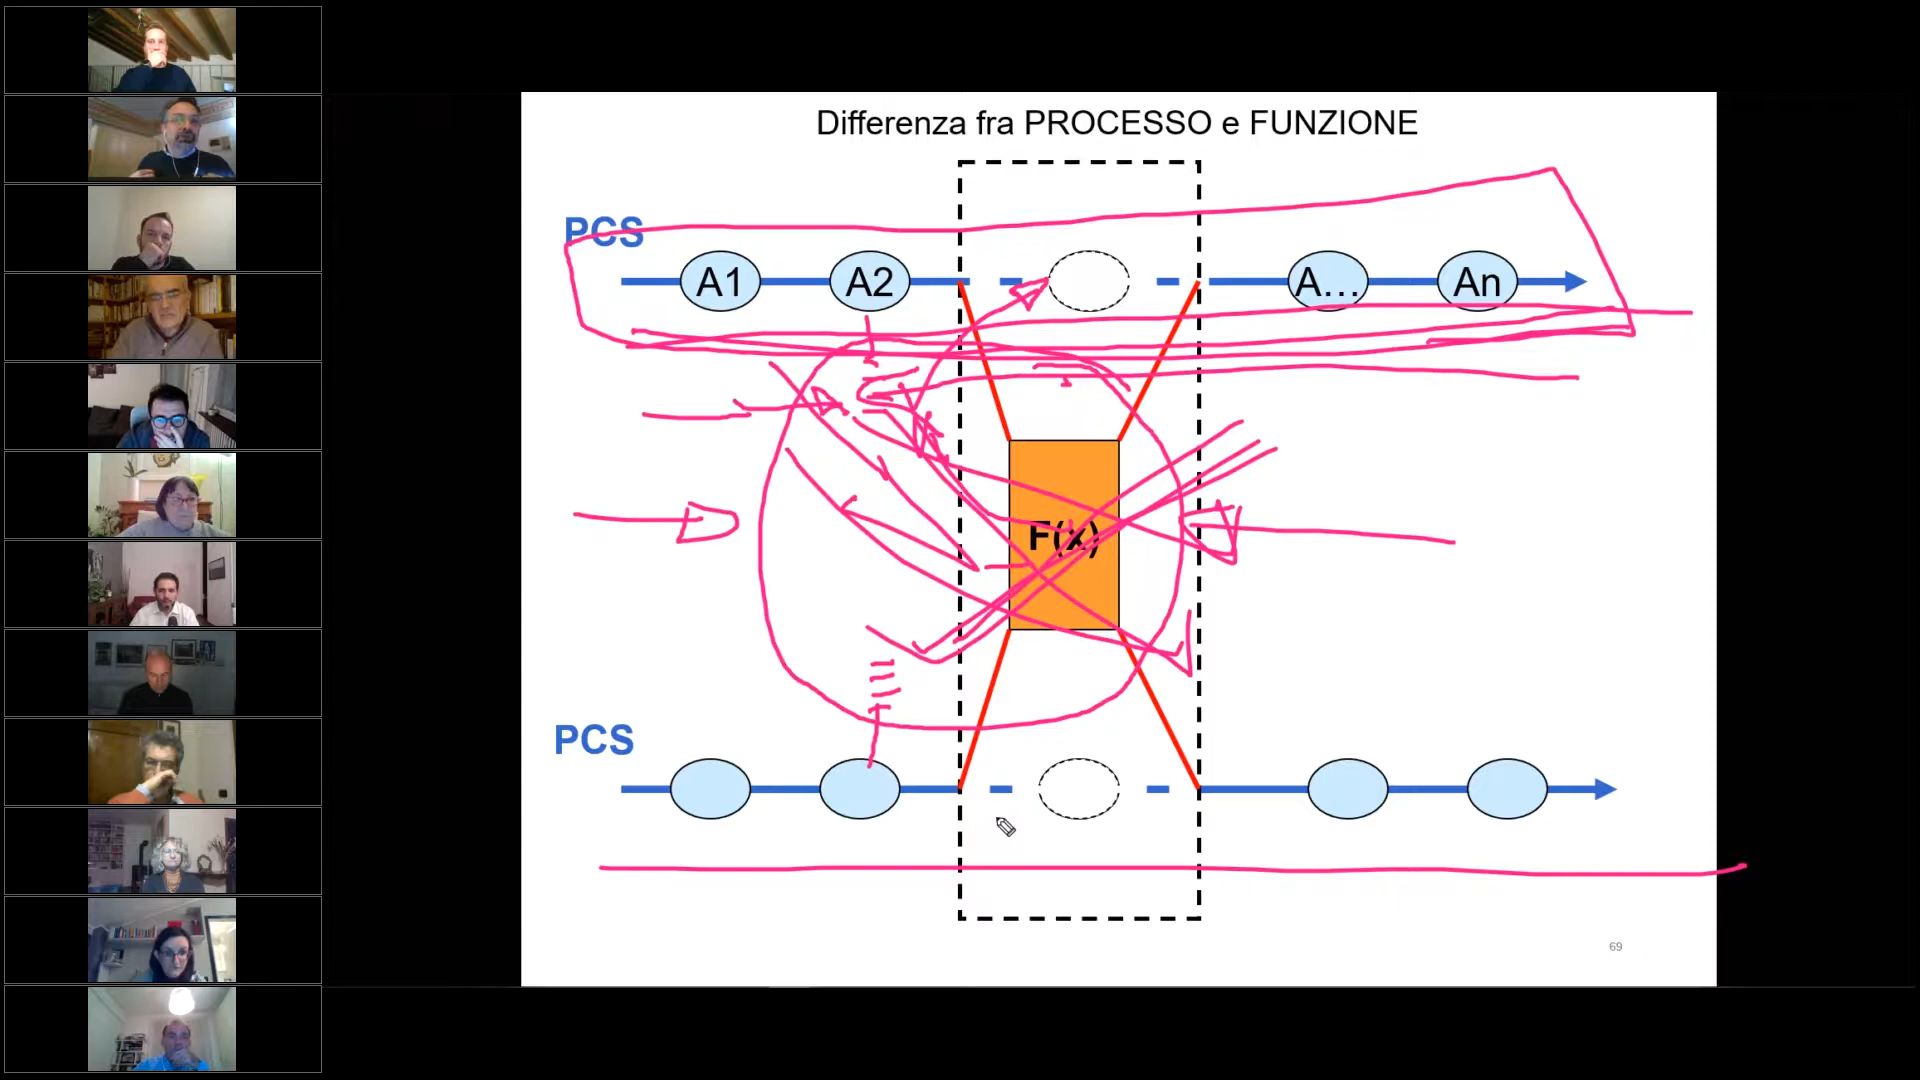 Differenza fra PROCESSO e FUNZIONE
PCS
A1 A2 A... An
F(x)
PCS
69